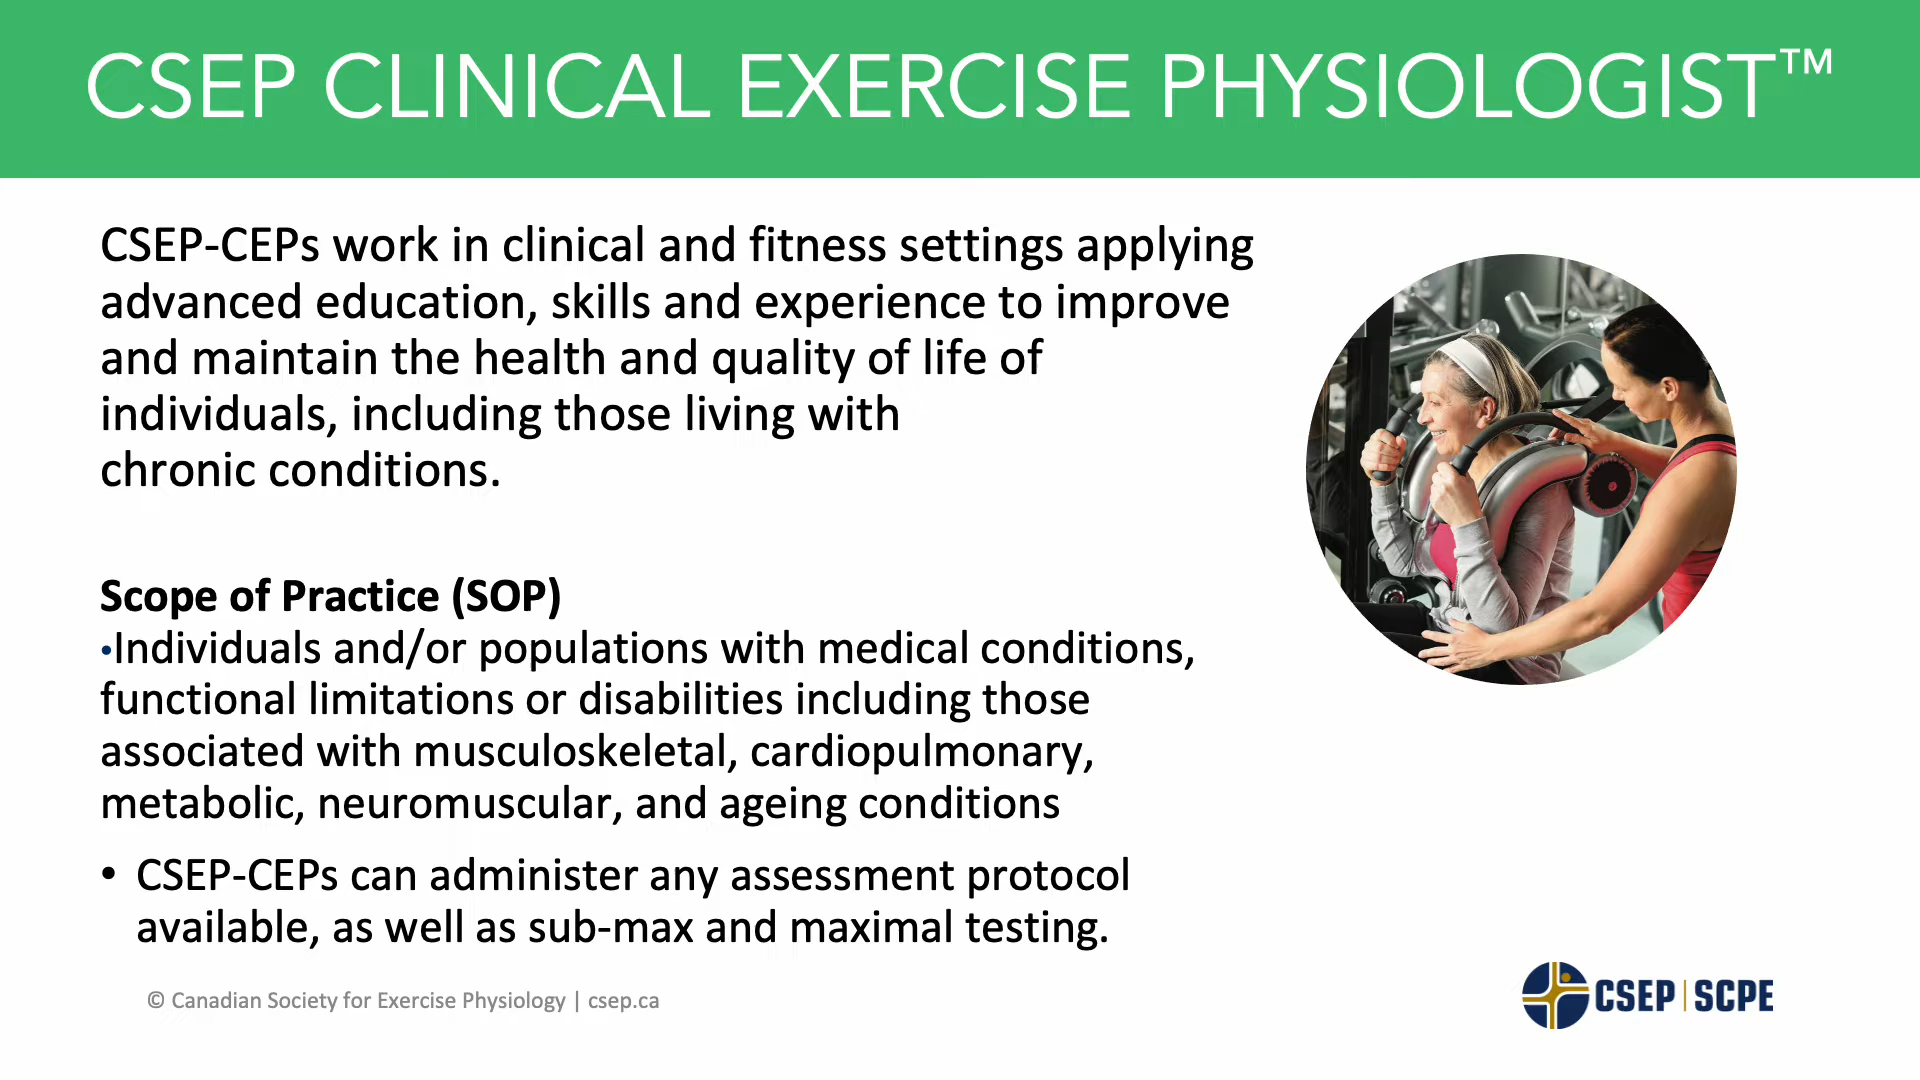 CSEP CLINICAL EXERCISE PHYSIOLOGIST™
CSEP-CEPs work in clinical and fitness settings applying
advanced education, skills and experience to improve
and maintain the health and quality of life of
individuals, including those living with
chronic conditions.
Scope of Practice (SOP)
•Individuals and/or populations with medical conditions,
functional limitations or disabilities including those
associated with musculoskeletal, cardiopulmonary,
metabolic, neuromuscular, and ageing conditions
• CSEP-CEPs can administer any assessment protocol
available, as well as sub-max and maximal testing.
© Canadian Society for Exercise Physiology | csep.ca
CSEP | SCPE